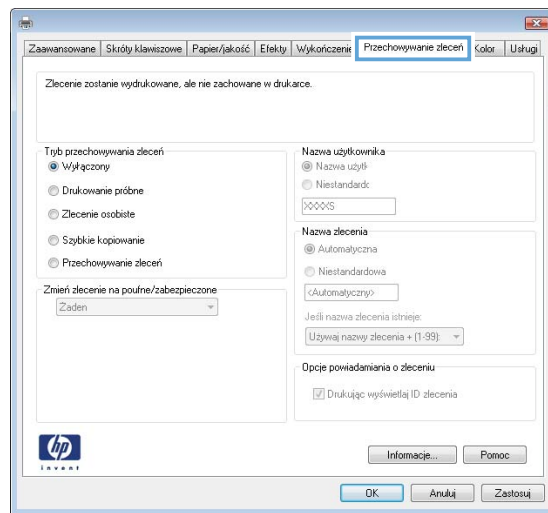 Zaawansowane Skróty klawiszowe Papier/jakość Efekty Wykończenie Przechowywanie zleceń Kolor Usługi
Zlecenie zostanie wydrukowane, ale nie zachowane w drukarce.
Tryb przechowywania zleceń
Wyłączony
Drukowanie próbne
Zlecenie osobiste
Szybkie kopiowanie
Przechowywanie zleceń
Zmień zlecenie na poufne/zabezpieczone
Żaden
Nazwa użytkownika
Nazwa użytk
Niestandardc
XXXXS
Nazwa zlecenia
Automatyczna
Niestandardowa
<Automatyczny>
Jeśli nazwa zlecenia istnieje:
Używaj nazwy zlecenia + (1-99):
Opcje powiadamiania o zleceniu
Drukując wyświetlaj ID zlecenia
hp
invent
Informacje... Pomoc
OK Anuluj Zastosuj